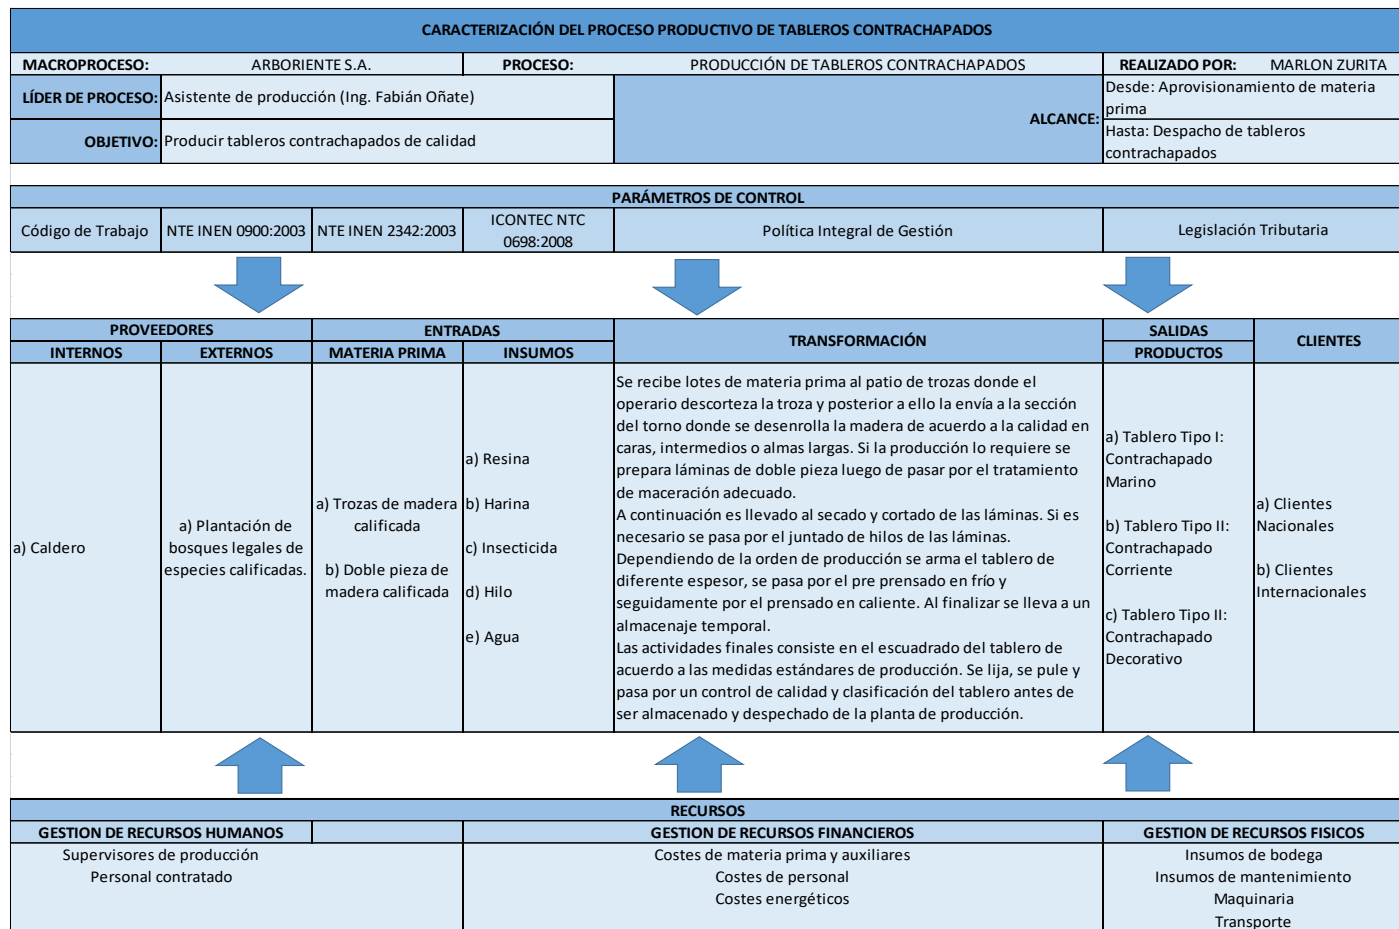 CARACTERIZACIÓN DEL PROCESO PRODUCTIVO DE TABLEROS CONTRACHAPADOS
MACROPROCESO: ARBORIENTE S.A. PROCESO: PRODUCCIÓN DE TABLEROS CONTRACHAPADOS REALIZADO POR: MARLON ZURITA
LÍDER DE PROCESO: Asistente de producción (Ing. Fabián Oñate)
OBJETIVO: Producir tableros contrachapados de calidad
ALCANCE:
Desde: Aprovisionamiento de materia
prima
Hasta: Despacho de tableros
contrachapados
PARÁMETROS DE CONTROL
Código de Trabajo
NTE INEN 0900:2003
NTE INEN 2342:2003
ICONTEC NTC
0698:2008
Política Integral de Gestión
Legislación Tributaria
PROVEEDORES
INTERNOS
EXTERNOS
ENTRADAS
MATERIA PRIMA
INSUMOS
TRANSFORMACIÓN
SALIDAS
PRODUCTOS
CLIENTES
a) Caldero
a) Plantación de
bosques legales de
especies calificadas.
a) Trozas de madera
calificada
b) Doble pieza de
madera calificada
a) Resina
b) Harina
c) Insecticida
d) Hilo
e) Agua
Se recibe lotes de materia prima al patio de trozas donde el
operario descorteza la troza y posterior a ello la envía a la sección
del torno donde se desenrolla la madera de acuerdo a la calidad en
caras, intermedios o almas largas. Si la producción lo requiere se
prepara láminas de doble pieza luego de pasar por el tratamiento
de maceración adecuado.
A continuación es llevado al secado y cortado de las láminas. Si es
necesario se pasa por el juntado de hilos de las láminas.
Dependiendo de la orden de producción se arma el tablero de
diferente espesor, se pasa por el pre prensado en frío y
seguidamente por el prensado en caliente. Al finalizar se lleva a un
almacenaje temporal.
Las actividades finales consiste en el escuadrado del tablero de
acuerdo a las medidas estándares de producción. Se lija, se pule y
pasa por un control de calidad y clasificación del tablero antes de
ser almacenado y despechado de la planta de producción.
a) Tablero Tipo I:
Contrachapado
Marino
b) Tablero Tipo II:
Contrachapado
Corriente
c) Tablero Tipo II:
Contrachapado
Decorativo
a) Clientes
Nacionales
b) Clientes
Internacionales
RECURSOS
GESTION DE RECURSOS HUMANOS
Supervisores de producción
Personal contratado
GESTION DE RECURSOS FINANCIEROS
Costes de materia prima y auxiliares
Costes de personal
Costes energéticos
GESTION DE RECURSOS FISICOS
Insumos de bodega
Insumos de mantenimiento
Maquinaria
Transporte